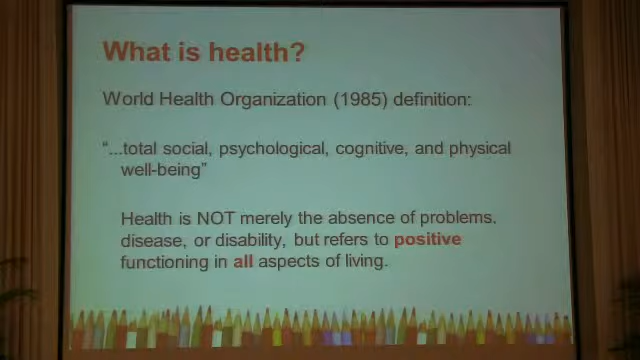 What is health?
World Health Organization (1985) definition:
“...total social, psychological, cognitive, and physical
well-being”
Health is NOT merely the absence of problems.
disease, or disability, but refers to positive
functioning in all aspects of living.